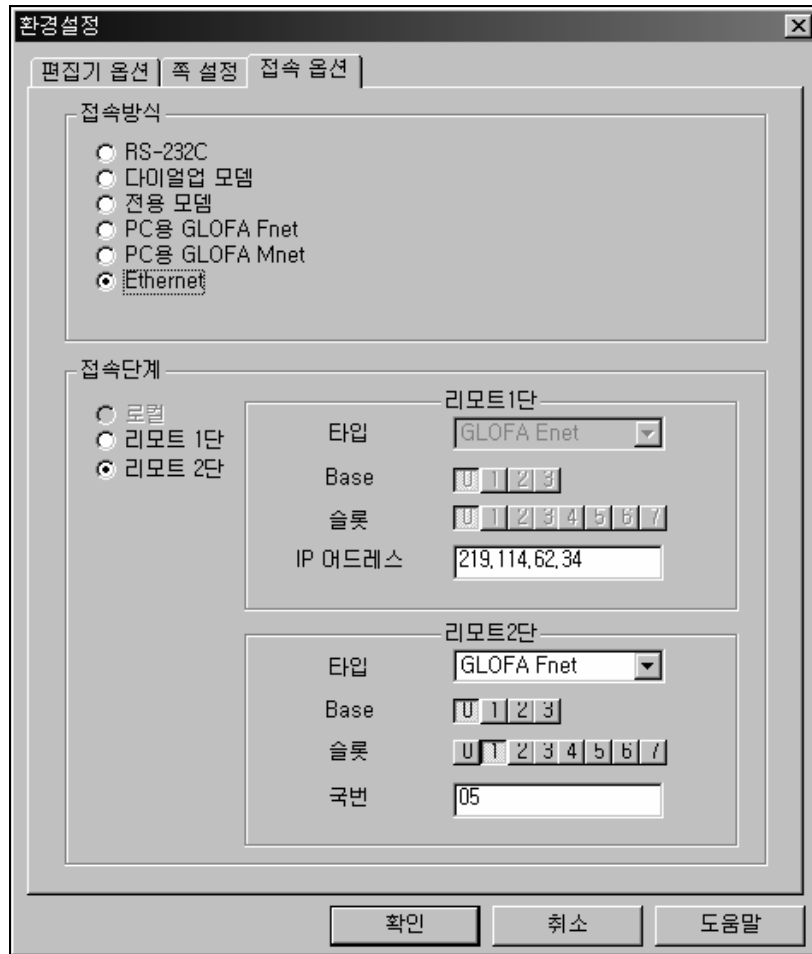 환경설정
편집기 옵션 쪽 설정 접속 옵션
접속방식
RS-232C
다이얼업 모뎀
전용 모뎀
PC용 GLOFA Fnet
PC용 GLOFA Mnet
Ethernet
접속단계
로컬
리모트 1단
리모트 2단
리모트1단
타입 GLOFA Enet
Base 0 1 2 3
슬롯 0 1 2 3 4 5 6 7
IP 어드레스 219,114,62,34
리모트2단
타입 GLOFA Fnet
Base 0 1 2 3
슬롯 0 1 2 3 4 5 6 7
국번 05
확인 취소 도움말